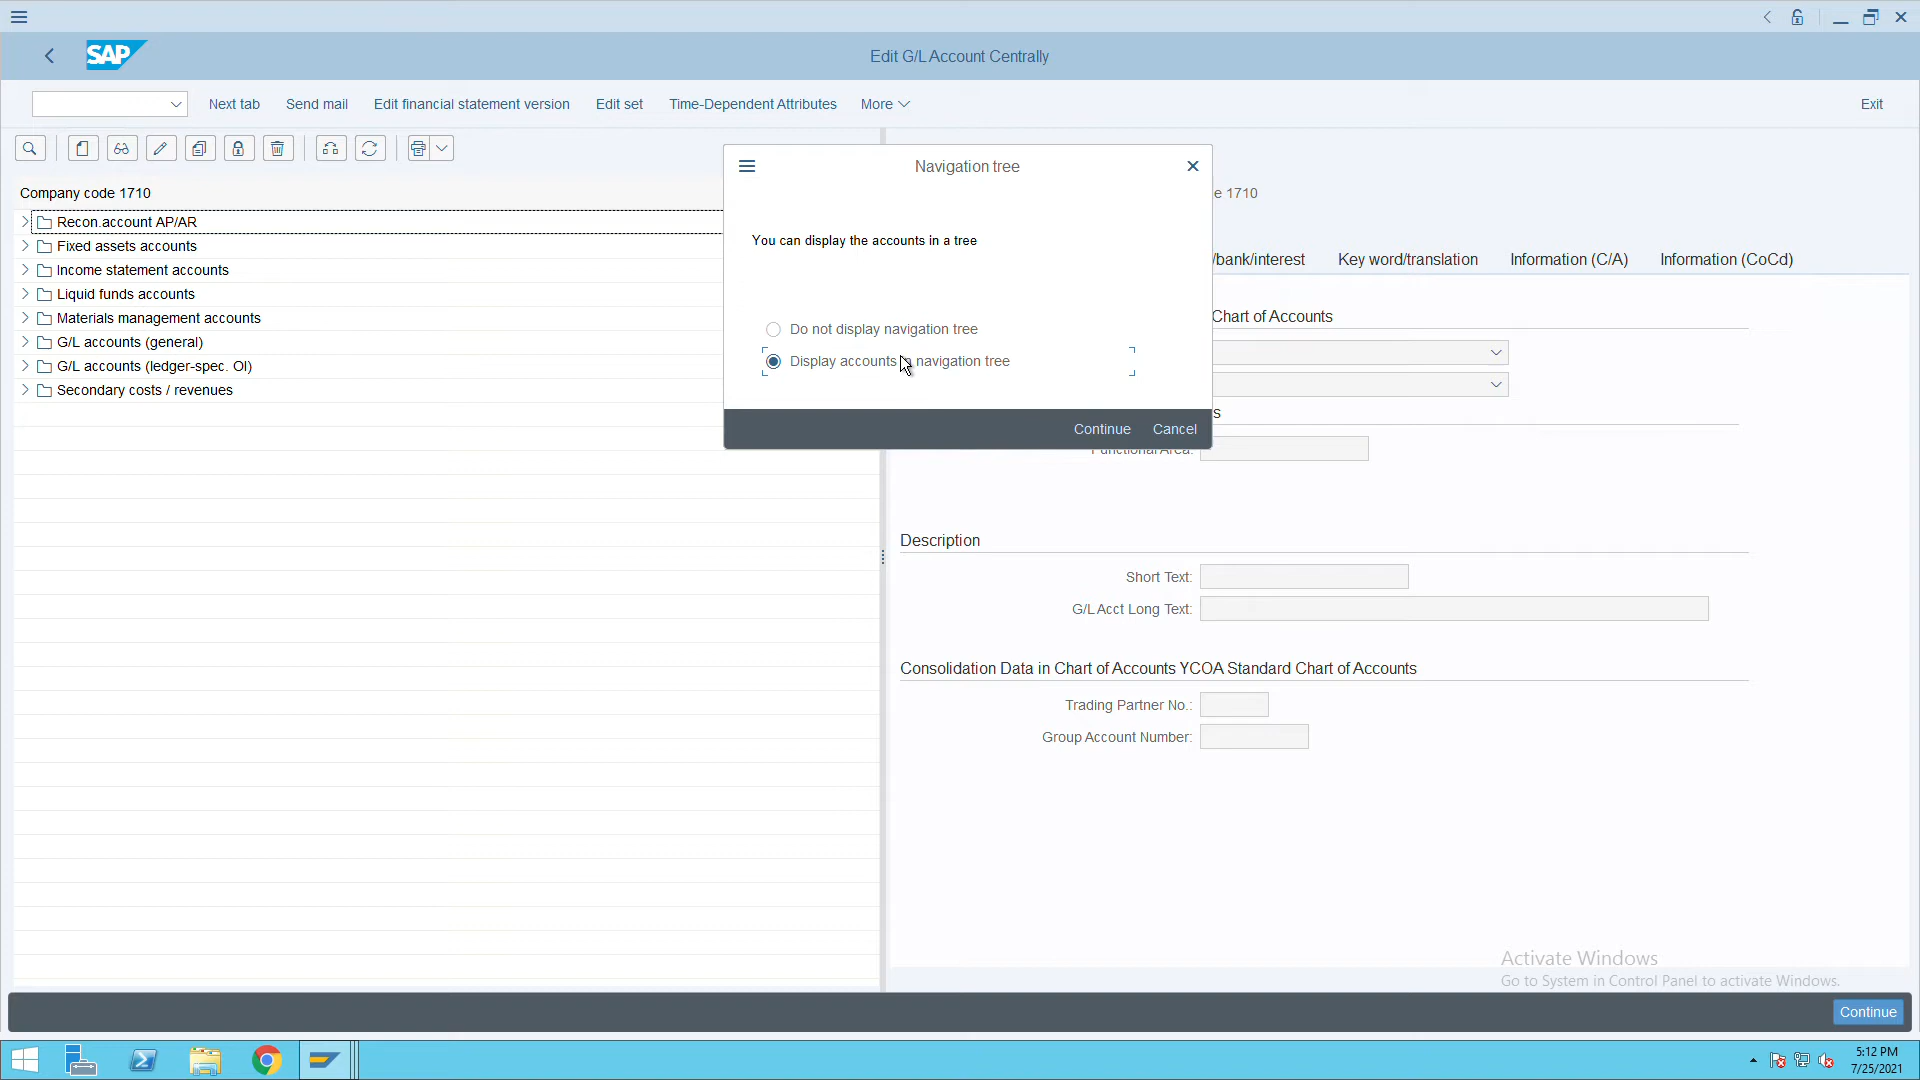 SAP
Edit G/L Account Centrally
Next tab
Send mail
Edit financial statement version
Edit set
Time-Dependent Attributes
More
Exit
Navigation tree
Company code 1710
e 1710
Recon.account AP/AR
You can display the accounts in a tree
Fixed assets accounts
/bank/interest
Key word/translation
Information (C/A)
Information (CoCd)
Income statement accounts
Liquid funds accounts
Materials management accounts
Chart of Accounts
Do not display navigation tree
G/L accounts (general)
G/L accounts (ledger-spec. OI)
Display accounts navigation tree
Secondary costs / revenues
s
Continue
Cancel
Functional Area:
Description
Short Text:
G/L Acct Long Text:
Consolidation Data in Chart of Accounts YCOA Standard Chart of Accounts
Trading Partner No.:
Group Account Number:
Activate Windows
Go to System in Control Panel to activate Windows.
Continue
5:12 PM
7/25/2021